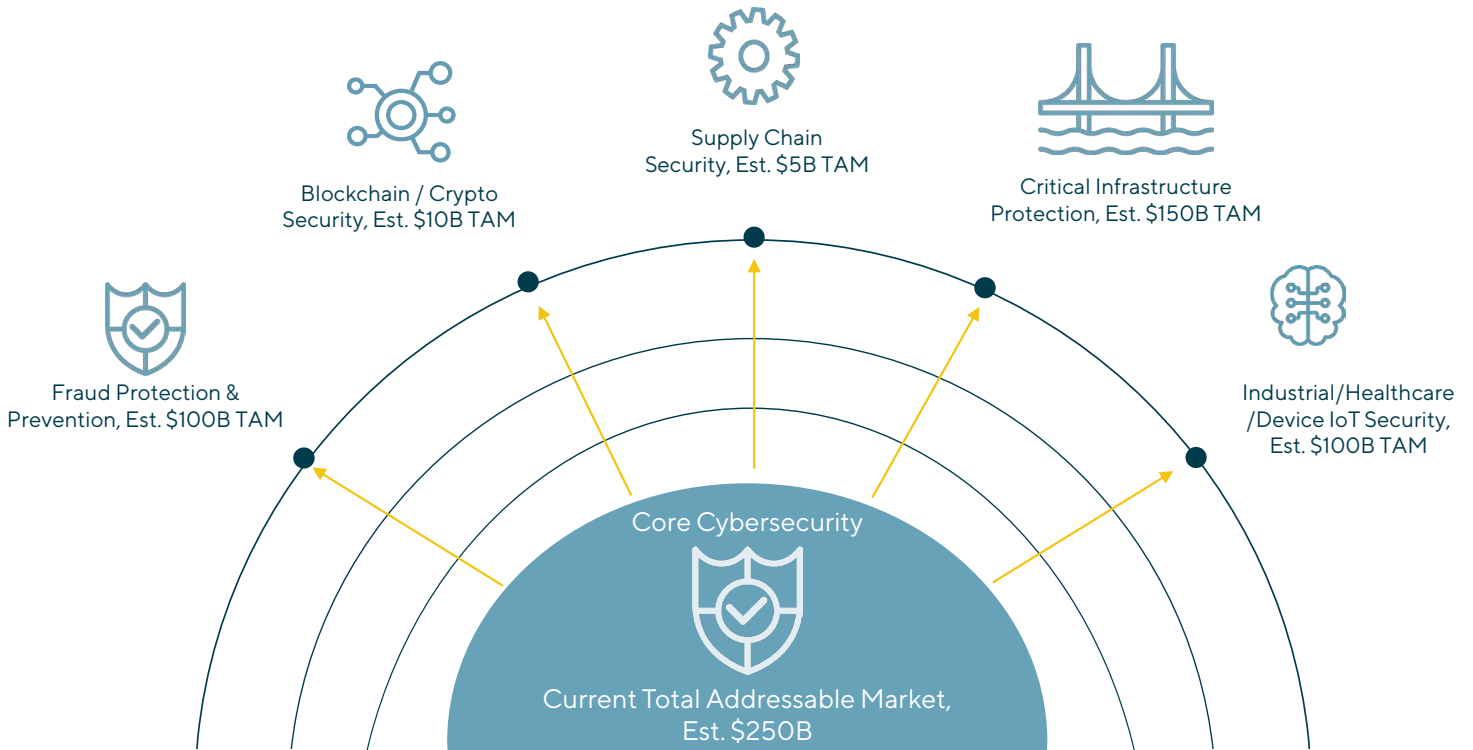 Supply Chain
Security, Est. $5B TAM
Blockchain / Crypto
Security, Est. $10B TAM
Critical Infrastructure
Protection, Est. $150B TAM
Fraud Protection &
Prevention, Est. $100B TAM
Industrial/Healthcare
/Device IoT Security,
Est. $100B TAM
Core Cybersecurity
Current Total Addressable Market,
Est. $250B